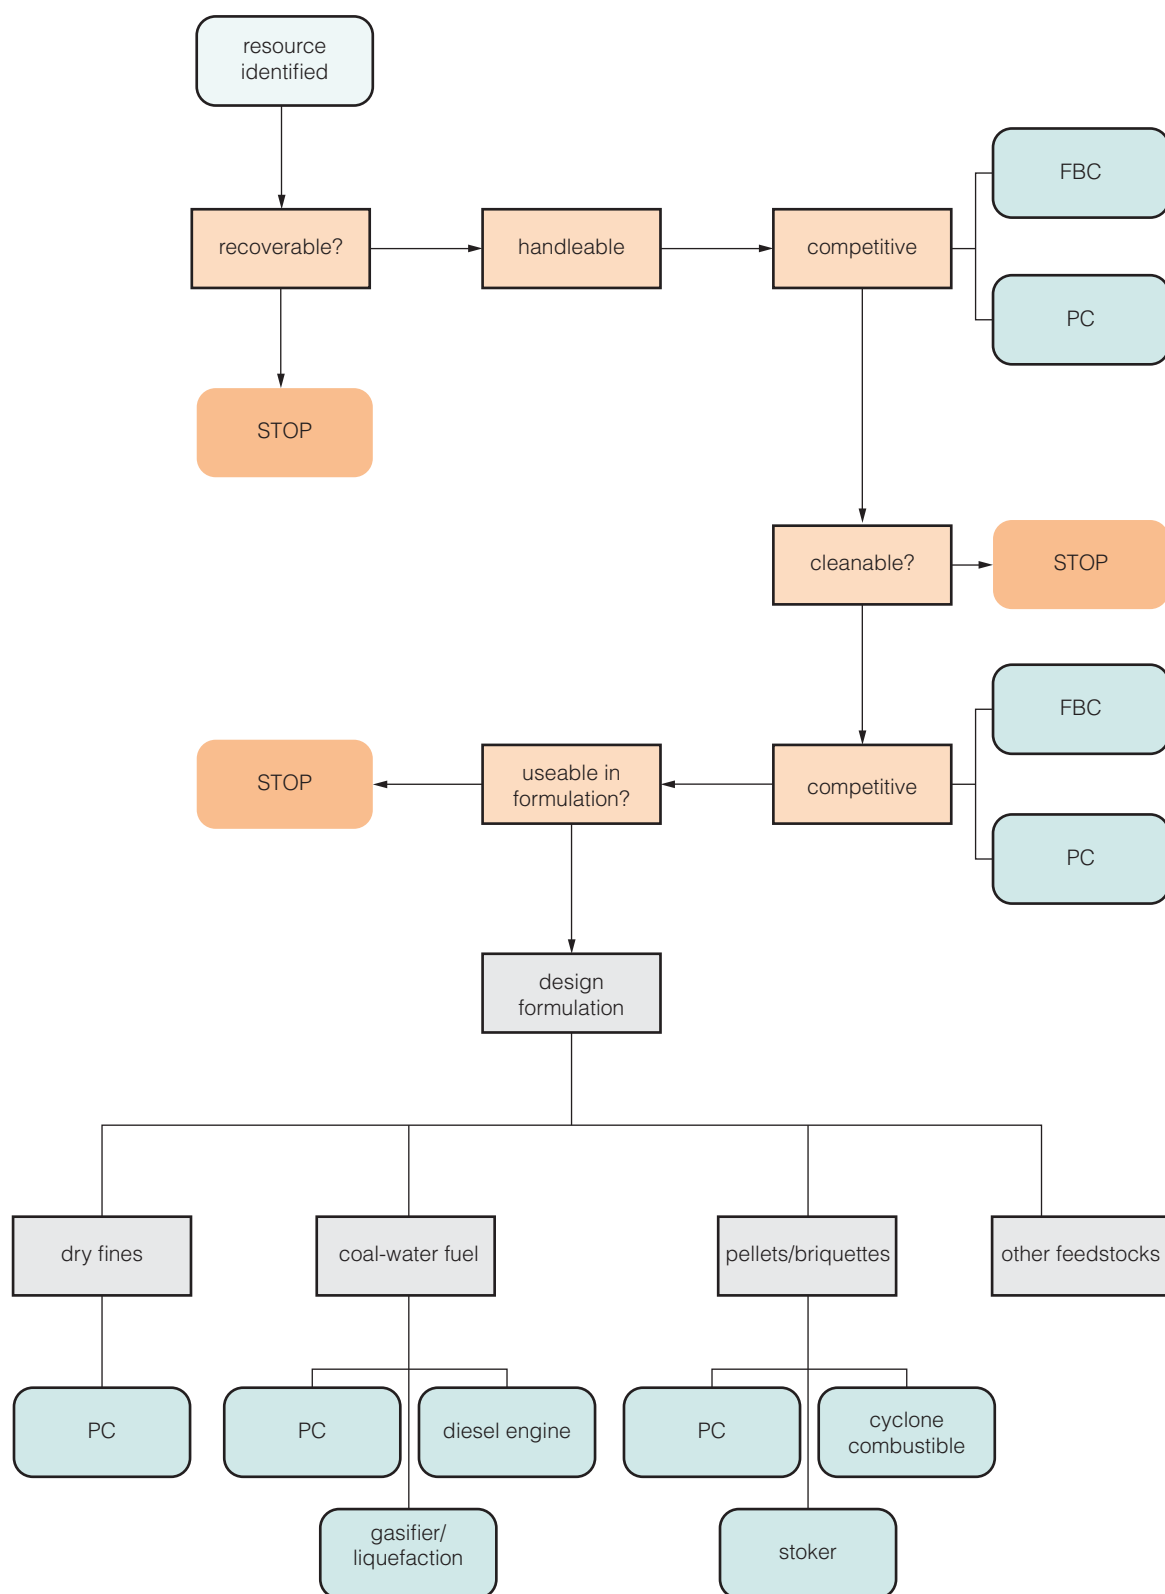 resource
identified
FBC
recoverable?
handleable
competitive
PC
STOP
cleanable?
STOP
FBC
STOP
useable in
formulation?
competitive
PC
design
formulation
dry fines
coal-water fuel
pellets/briquettes
other feedstocks
PC
PC
diesel engine
PC
cyclone
combustible
gasifier/
liquefaction
stoker